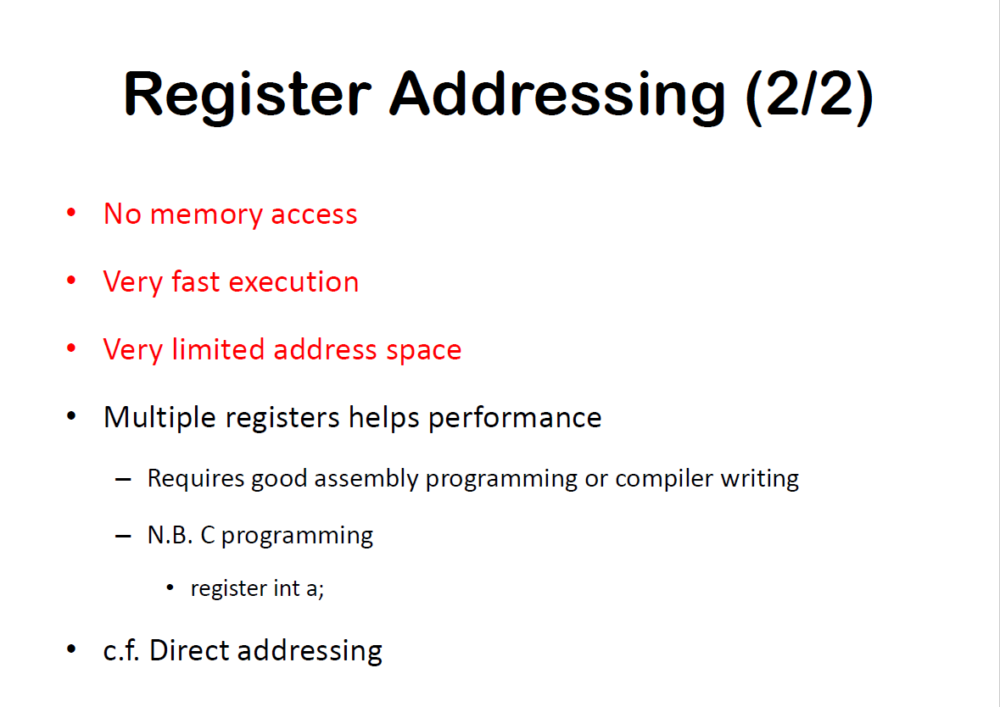 Register Addressing (2/2)
• No memory access
• Very fast execution
• Very limited address space
• Multiple registers helps performance
– Requires good assembly programming or compiler writing
– N.B. C programming
• register int a;
• c.f. Direct addressing